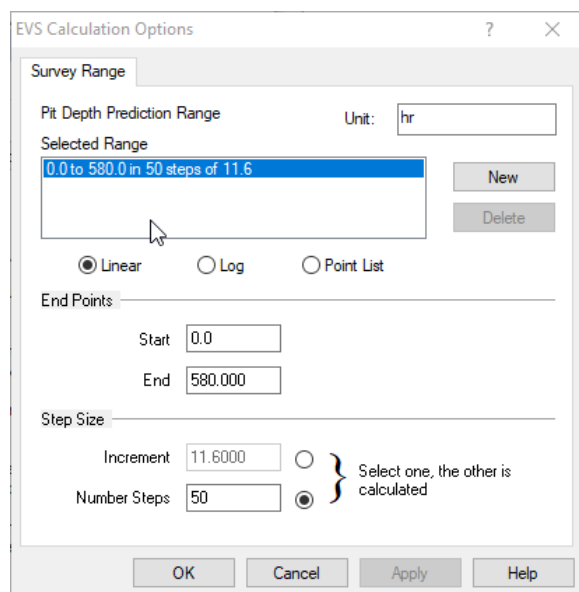 EVS Calculation Options
Survey Range
Pit Depth Prediction Range
Unit: hr
Selected Range
0.0 to 580.0 in 50 steps of 11.6
New
Delete
Linear Log Point List
End Points
Start 0.0
End 580.000
Step Size
Increment 11.6000
Number Steps 50
Select one, the other is
calculated
OK Cancel Apply Help